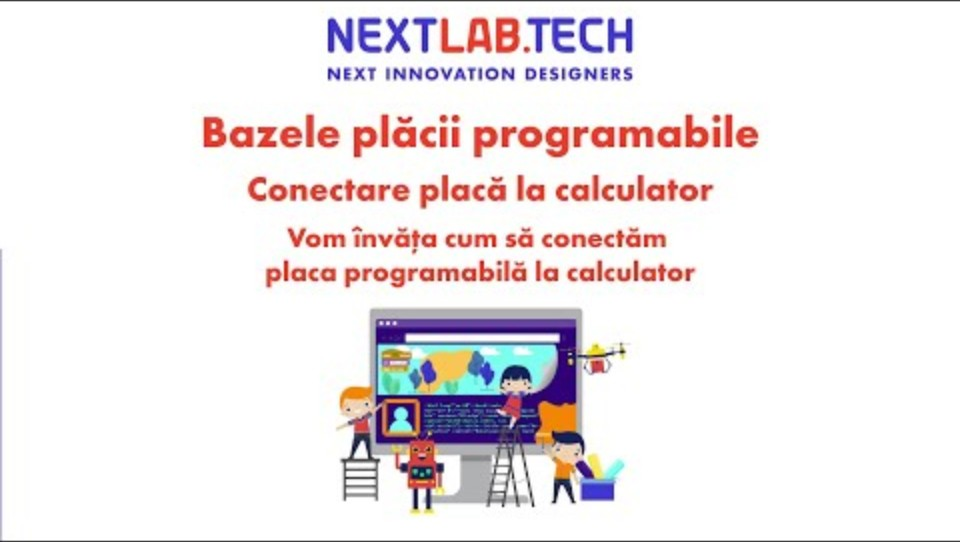 NEXTLAB.TECH
NEXT INNOVATION DESIGNERS
Bazele plăcii programabile
Conectare placă la calculator
Vom învăța cum să conectăm
placa programabilă la calculator